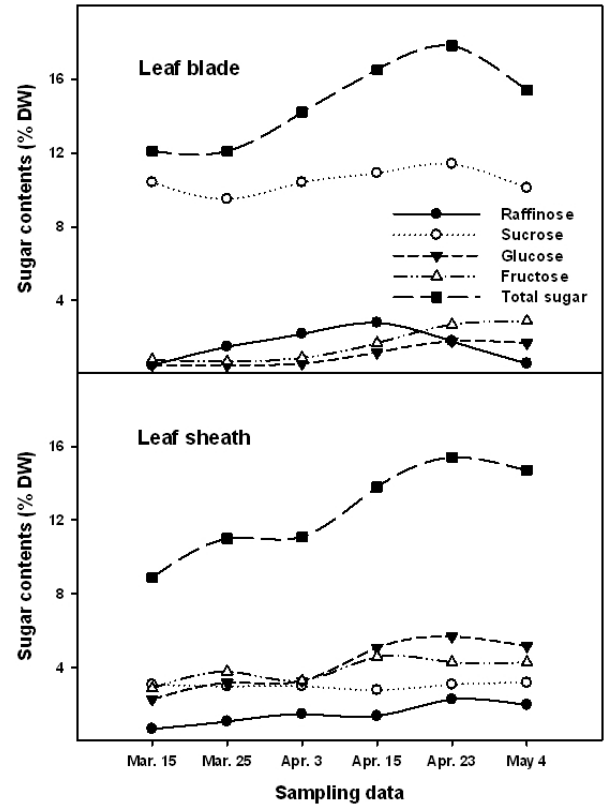 Leaf blade
Sugar contents (% DW)
16
12
8
4
Raffinose
Sucrose
Glucose
Fructose
Total sugar
Leaf sheath
Sugar contents (% DW)
16
12
8
4
Mar. 15 Mar. 25 Apr. 3 Apr. 15 Apr. 23 May 4
Sampling data